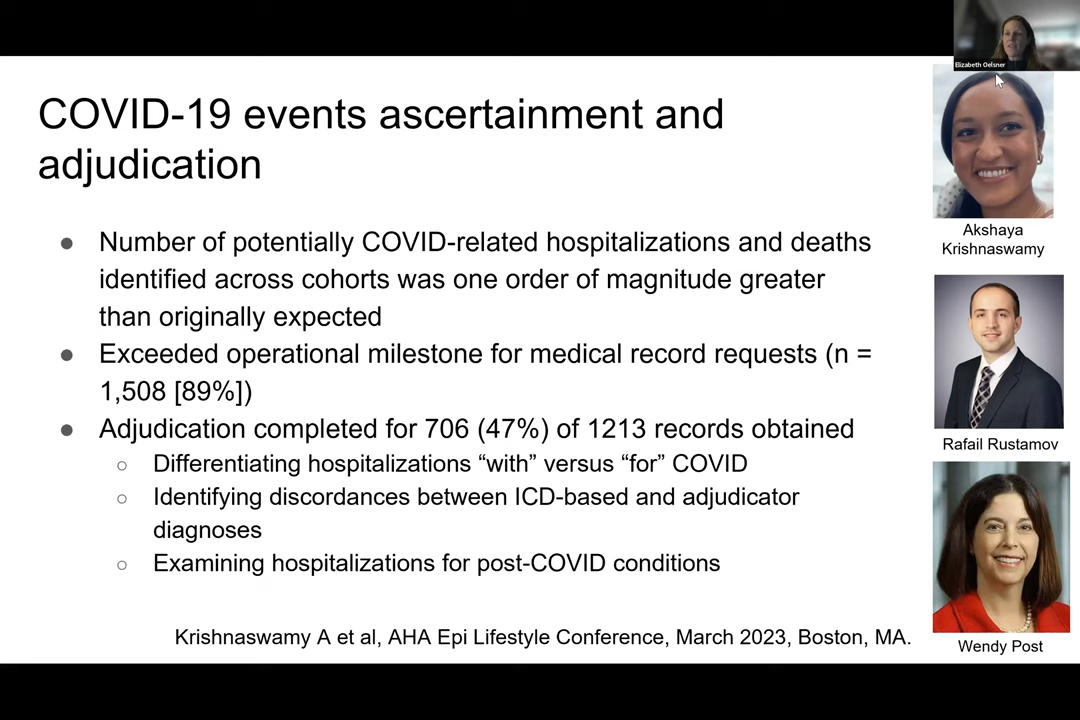 Elizabeth Oelsner
COVID-19 events ascertainment and
adjudication
● Number of potentially COVID-related hospitalizations and deaths
identified across cohorts was one order of magnitude greater
than originally expected
● Exceeded operational milestone for medical record requests (n =
1,508 [89%])
● Adjudication completed for 706 (47%) of 1213 records obtained
○ Differentiating hospitalizations “with” versus “for” COVID
○ Identifying discordances between ICD-based and adjudicator
diagnoses
○ Examining hospitalizations for post-COVID conditions
Krishnaswamy A et al, AHA Epi Lifestyle Conference, March 2023, Boston, MA.
Akshaya
Krishnaswamy
Rafail Rustamov
Wendy Post